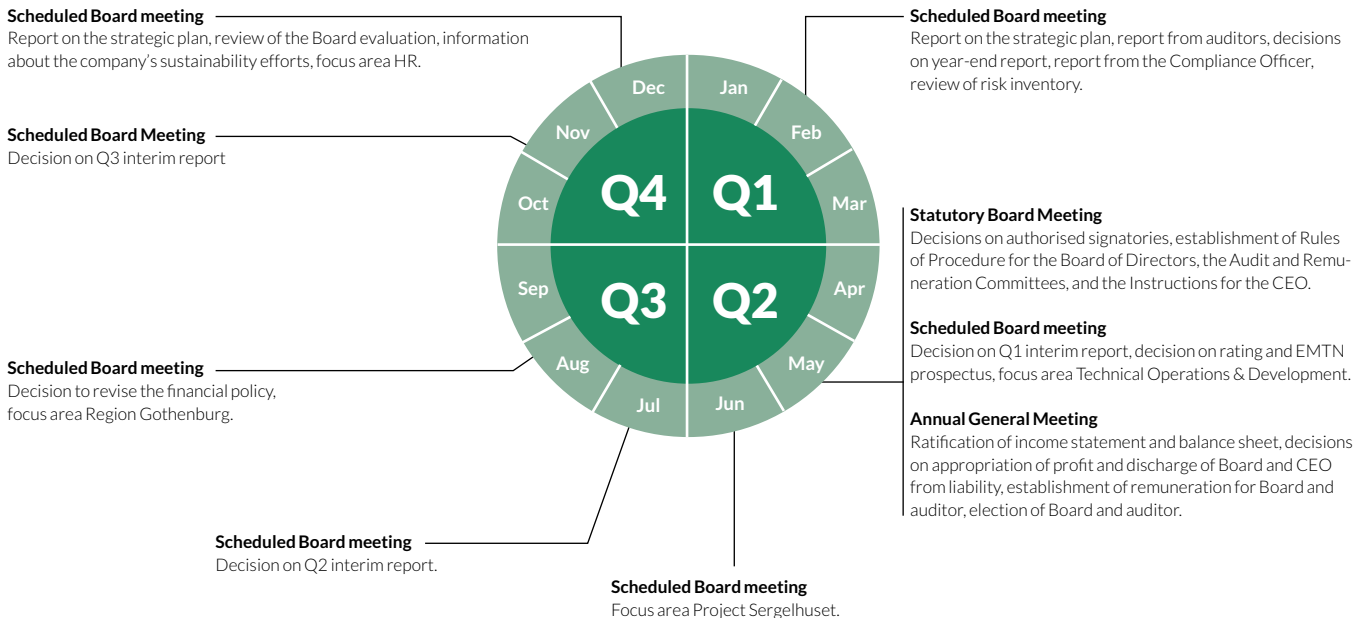 Scheduled Board meeting
Report on the strategic plan, review of the Board evaluation, information
about the company's sustainability efforts, focus area HR.
Scheduled Board Meeting
Decision on Q3 interim report
Scheduled Board meeting
Decision to revise the financial policy,
focus area Region Gothenburg.
Scheduled Board meeting
Decision on Q2 interim report.
Scheduled Board meeting
Focus area Project Sergelhuset.
Dec
Jan
Nov
Feb
Oct
Mar
Q4
Q1
Sep
Apr
Q3
Q2
Aug
May
Jul
Jun
Scheduled Board meeting
Report on the strategic plan, report from auditors, decisions
on year-end report, report from the Compliance Officer,
review of risk inventory.
Statutory Board Meeting
Decisions on authorised signatories, establishment of Rules
of Procedure for the Board of Directors, the Audit and Remu-
neration Committees, and the Instructions for the CEO.
Scheduled Board meeting
Decision on Q1 interim report, decision on rating and EMTN
prospectus, focus area Technical Operations & Development.
Annual General Meeting
Ratification of income statement and balance sheet, decisions
on appropriation of profit and discharge of Board and CEO
from liability, establishment of remuneration for Board and
auditor, election of Board and auditor.